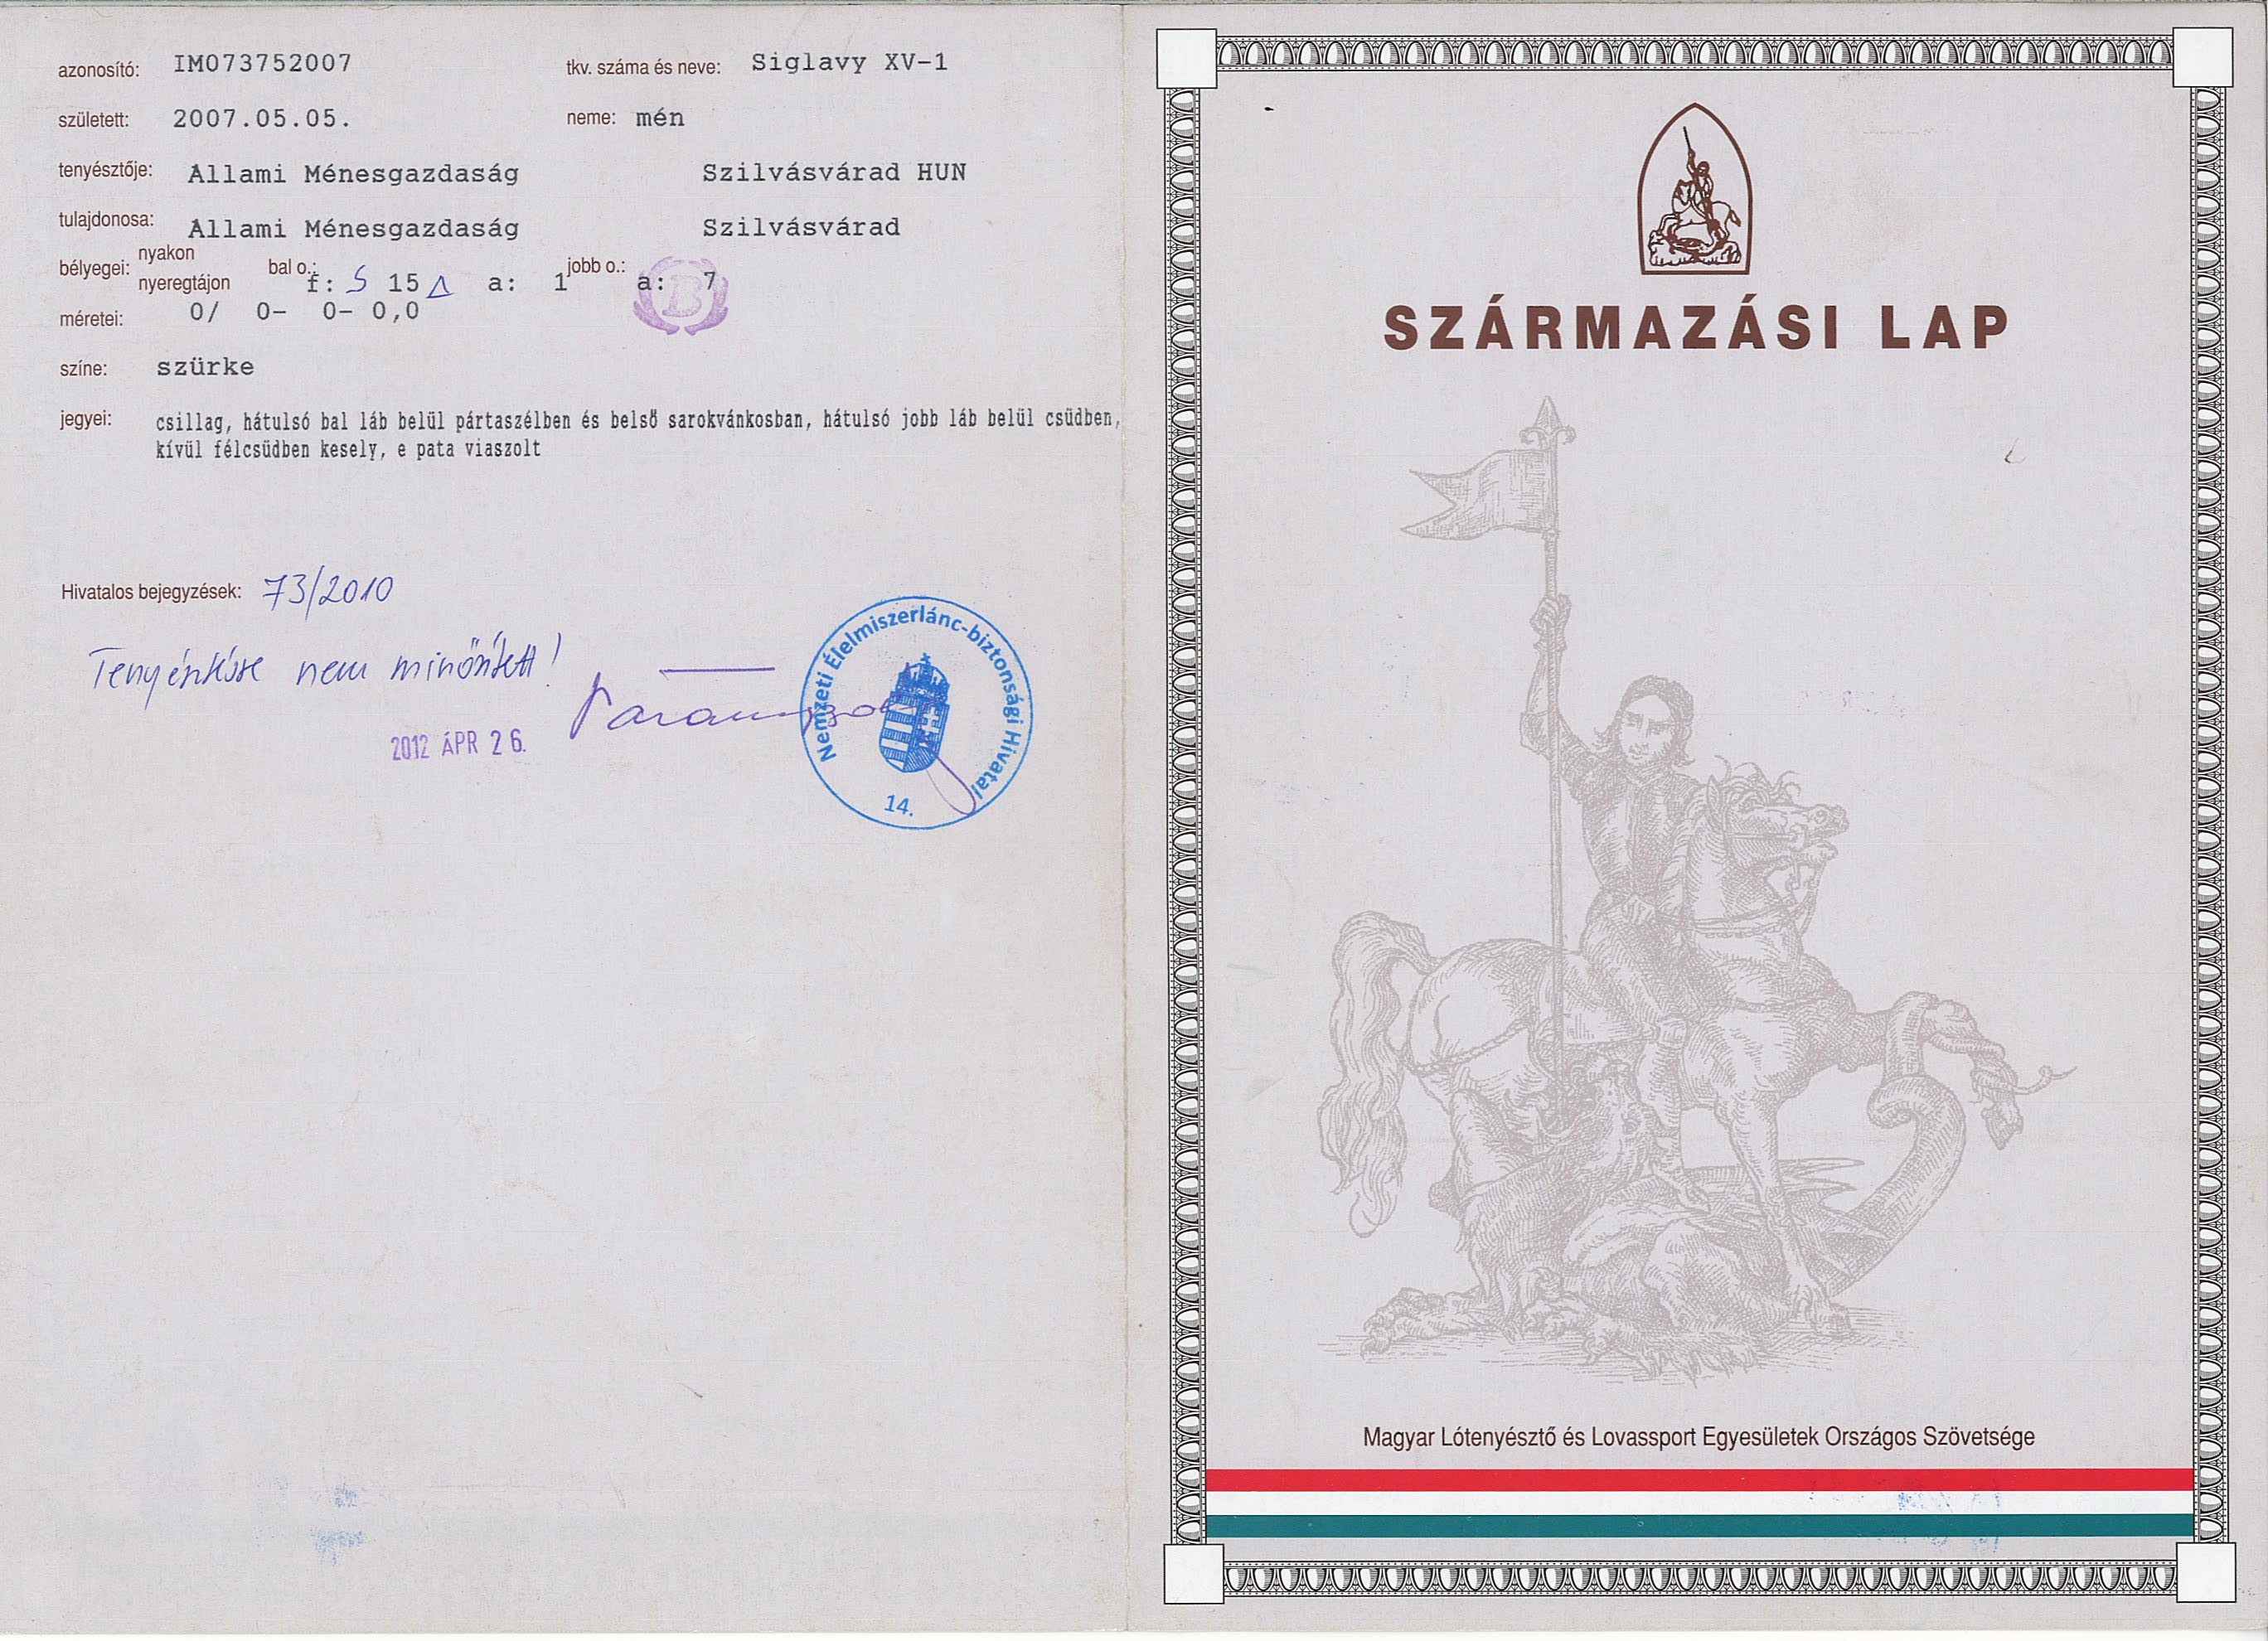 azonosító: IM073752007 tkv. száma és neve: Siglavy XV-1
született: 2007.05.05. neme: mén
tenyésztője: Állami Ménesgazdaság Szilvásvárad HUN
tulajdonosa: Állami Ménesgazdaság Szilvásvárad
bélyegei: nyakon
nyeregtájon bal o.: f: S 15 Δ a: 1 jobb o.: a: 7
B
méretei: 0/ 0- 0- 0,0
színe: szürke
jegyei: csillag, hátulsó bal láb belül pártaszélben és belső sarokvánkosban, hátulsó jobb láb belül csüdben,
kívül félcsüdben kesely, e pata viaszolt
Hivatalos bejegyzések: 73/2010
Tenyésztésre nem minősített!
2012 ÁPR 26.
Nemzeti Élelmiszerlánc-biztonsági Hivatal
14.
SZÁRMAZÁSI LAP
Magyar Lótenyésztő és Lovassport Egyesületek Országos Szövetsége